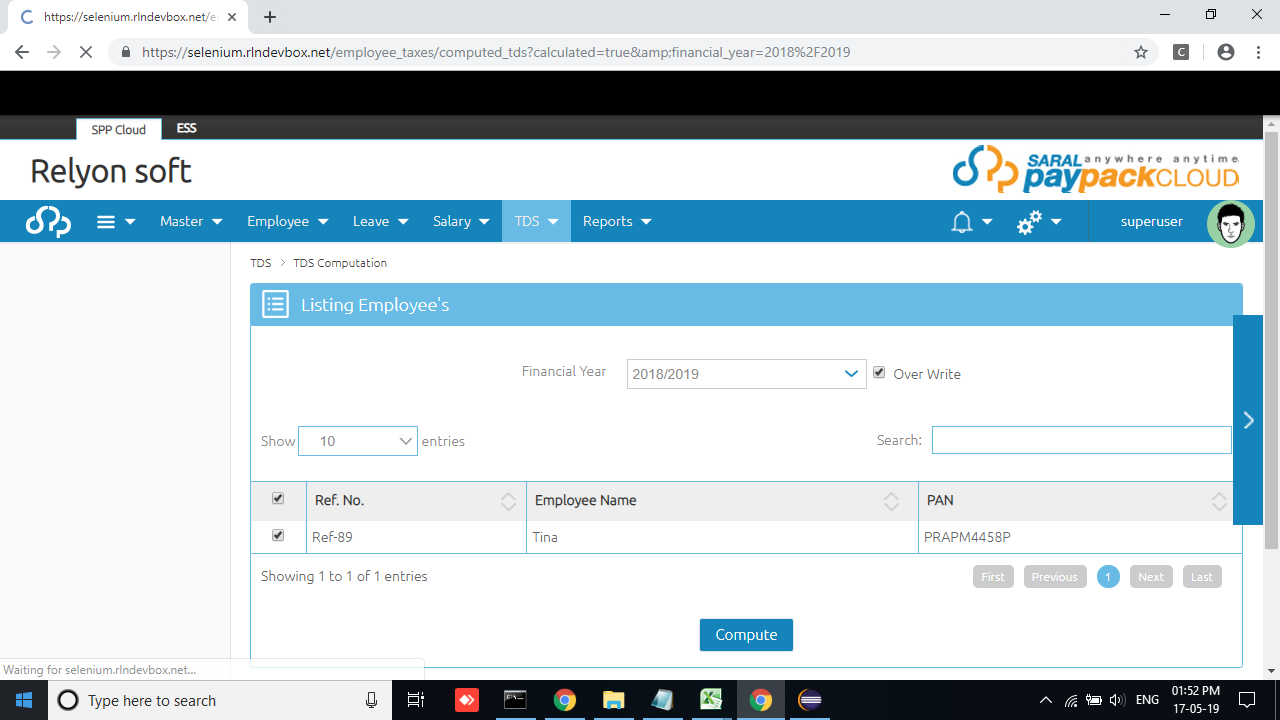 https://selenium.rlndevbox.net/e
https://selenium.rlndevbox.net/employee_taxes/computed_tds?calculated=true&amp;financial_year=2018%2F2019
C
SPP Cloud ESS
Relyon soft
SARAL anywhere anytime
paypackCLOUD
Master Employee Leave Salary TDS Reports superuser
TDS > TDS Computation
Listing Employee's
Financial Year 2018/2019 Over Write
Show 10 entries Search:
Ref. No. Employee Name PAN
Ref-89 Tina PRAPM4458P
Showing 1 to 1 of 1 entries First Previous 1 Next Last
Compute
Waiting for selenium.rlndevbox.net...
Type here to search ENG 01:52 PM
17-05-19